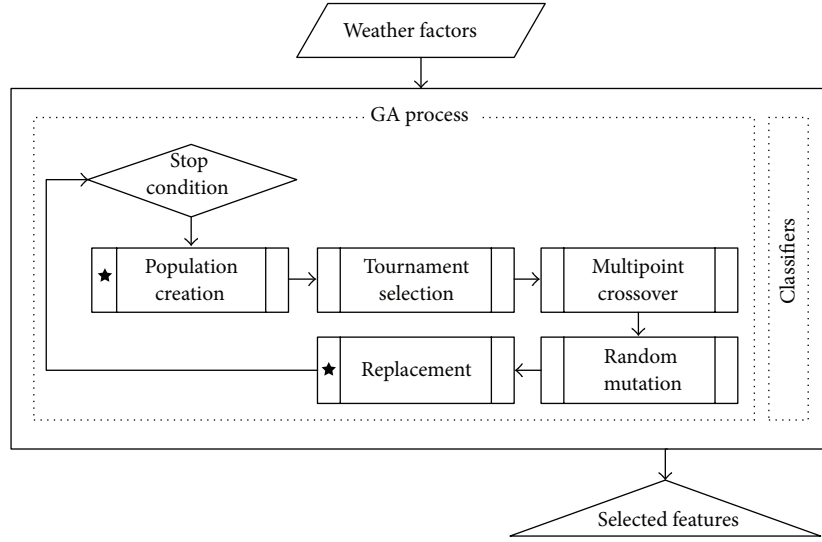 Weather factors
GA process
Stop
condition
Population
creation
Tournament
selection
Multipoint
crossover
Classifiers
Replacement
Random
mutation
Selected features